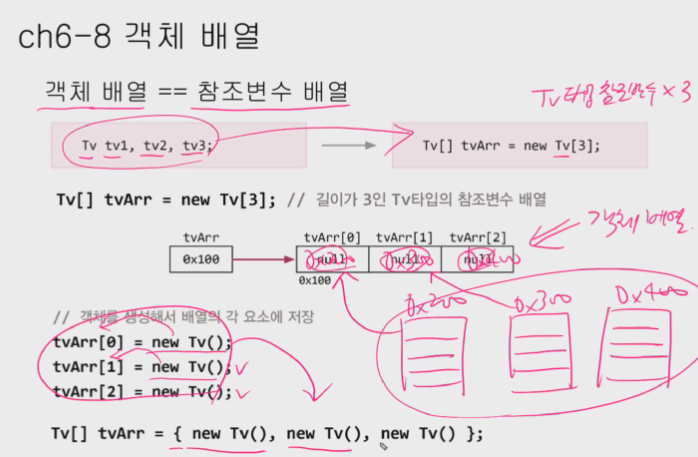 ch6-8 객체 배열
객체 배열 == 참조변수 배열
Tv타입 참조변수 × 3
Tv tv1, tv2, tv3;
Tv[] tvArr = new Tv[3];
Tv[] tvArr = new Tv[3]; // 길이가 3인 Tv타입의 참조변수 배열
객체 배열.
tvArr tvArr[0] tvArr[1] tvArr[2]
0x100 null null null
0x100
0x200 0x300 0x400
// 객체를 생성해서 배열의 각 요소에 저장
tvArr[0] = new Tv();
tvArr[1] = new Tv();
tvArr[2] = new Tv();
Tv[] tvArr = { new Tv(), new Tv(), new Tv() };